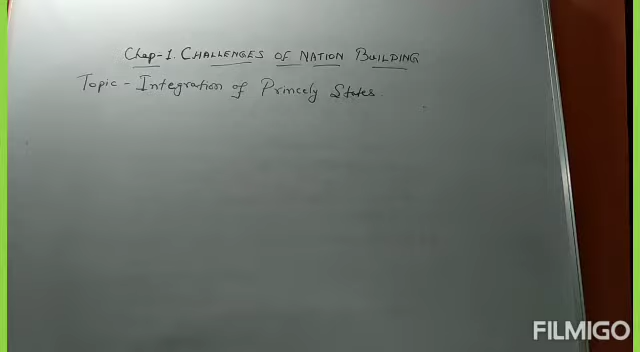 Chap-1. CHALLENGES OF NATION BUILDING
Topic - Integration of Princely States.
FILMIGO